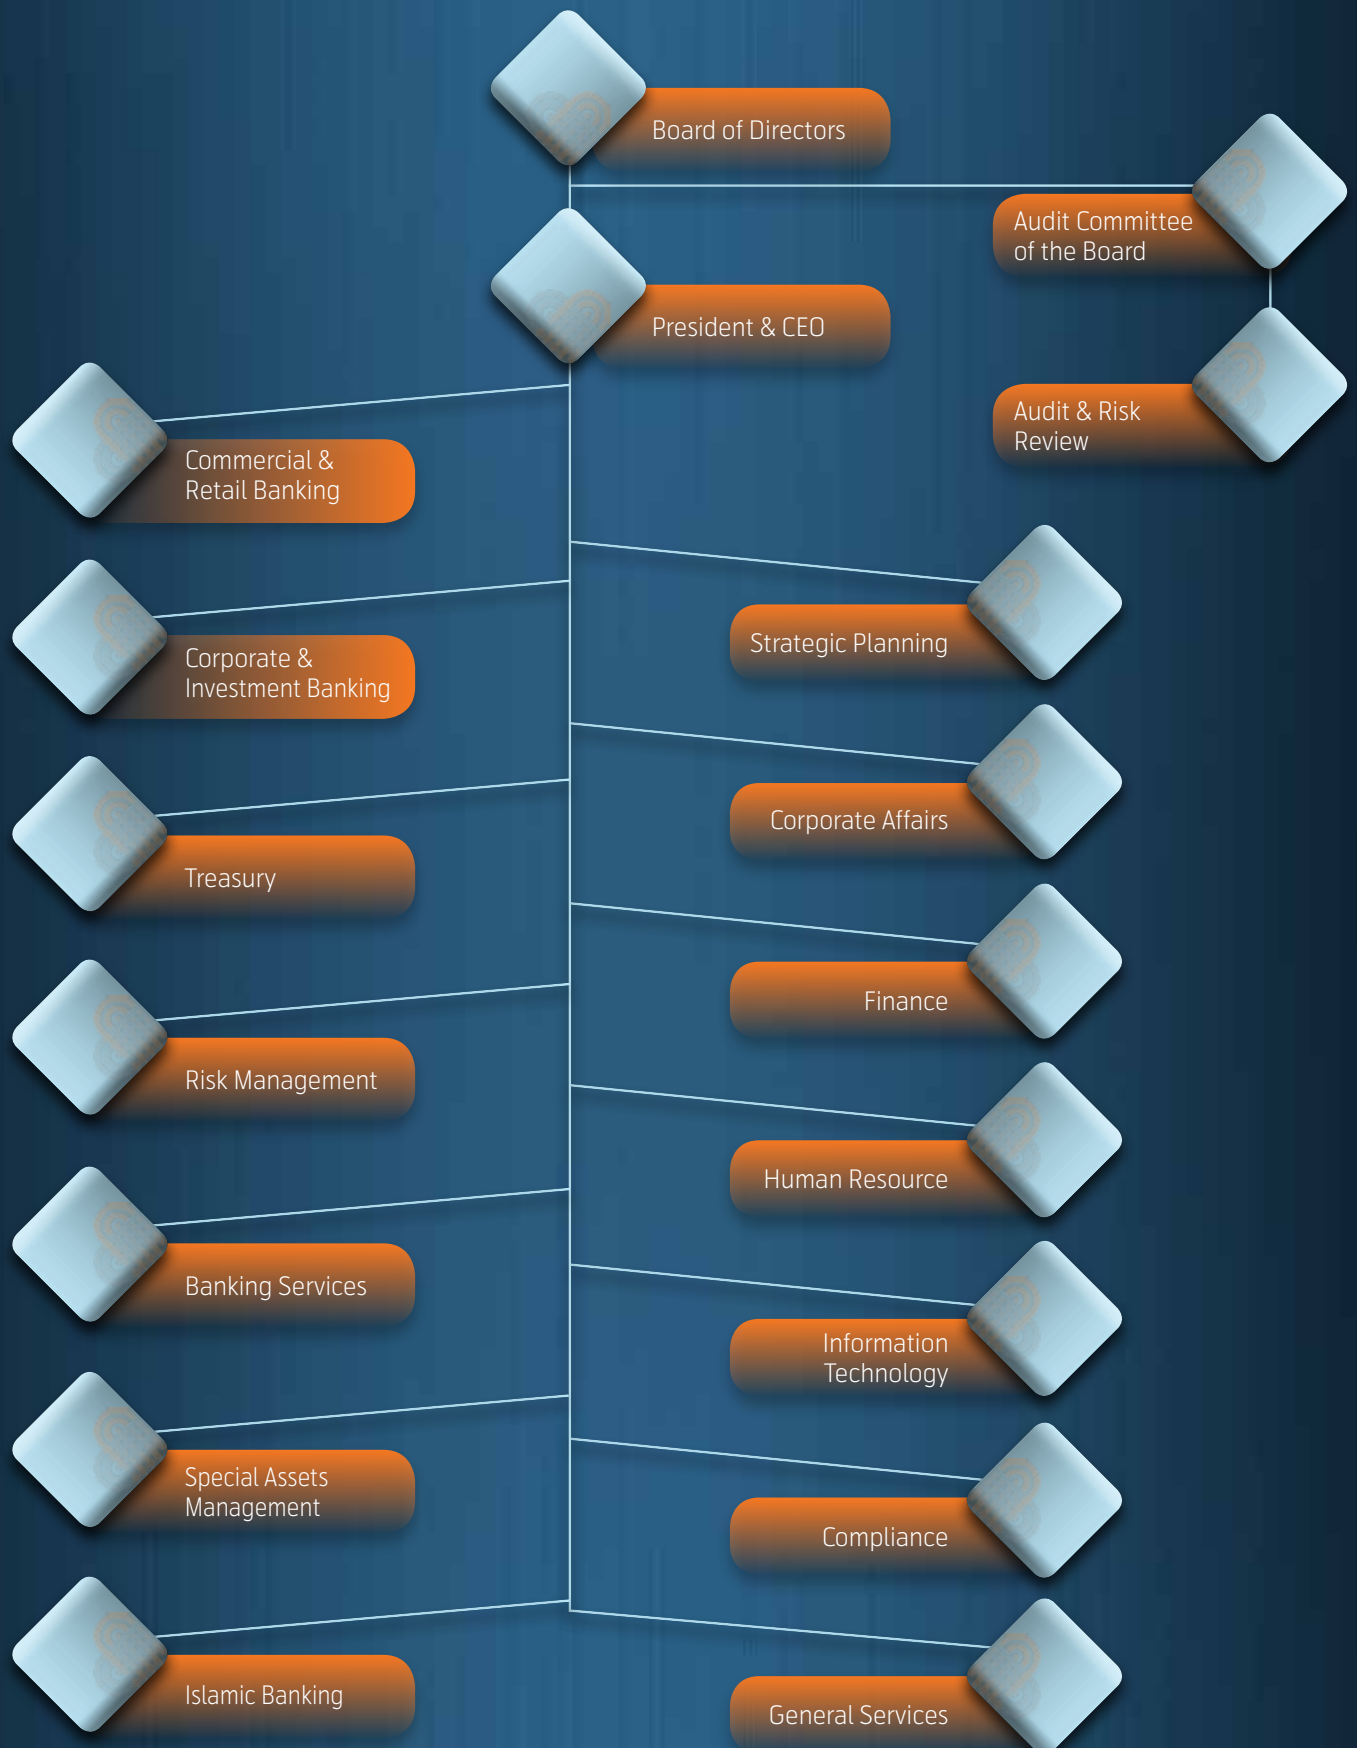 Board of Directors
Audit Committee
of the Board
President & CEO
Audit & Risk
Review
Commercial &
Retail Banking
Corporate &
Investment Banking
Treasury
Risk Management
Banking Services
Special Assets
Management
Islamic Banking
Strategic Planning
Corporate Affairs
Finance
Human Resource
Information
Technology
Compliance
General Services